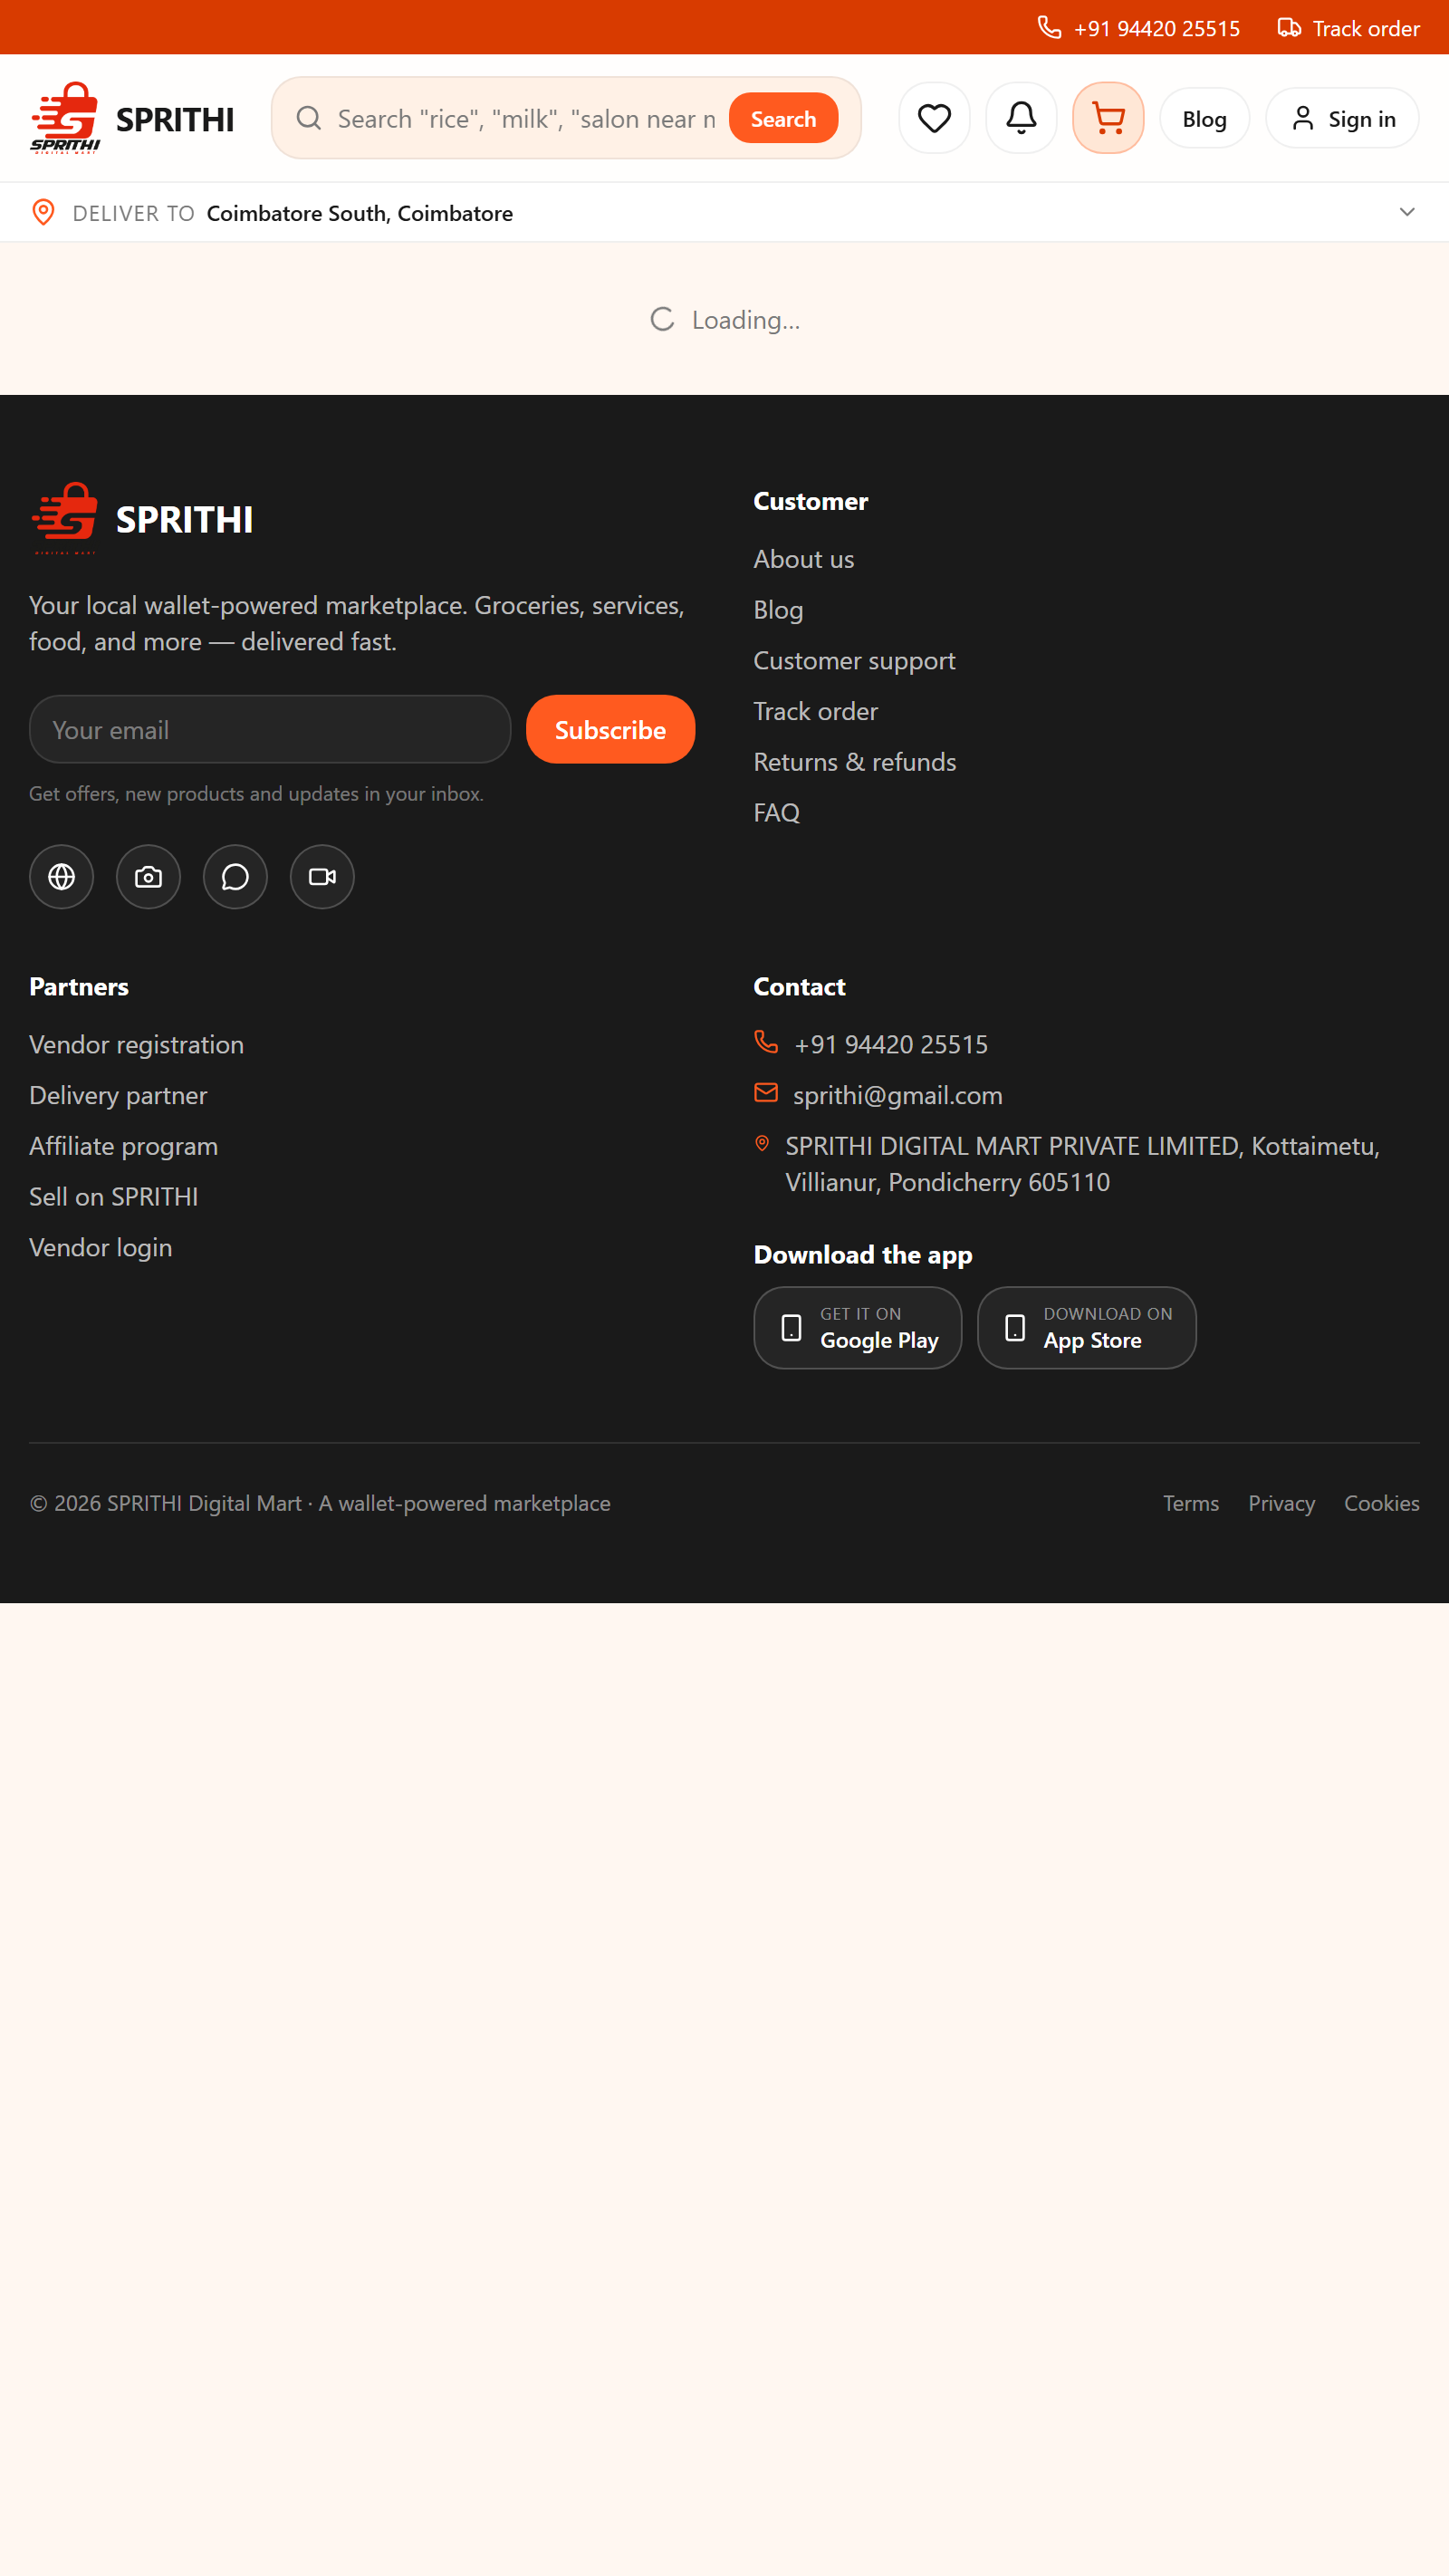 +91 94420 25515 Track order
SPRITHI
SPRITHI
DIGITAL MART
Search "rice", "milk", "salon near n
Search
Blog
Sign in
DELIVER TO Coimbatore South, Coimbatore
Loading...
DIGITAL MART
SPRITHI
Your local wallet-powered marketplace. Groceries, services,
food, and more — delivered fast.
Your email
Subscribe
Get offers, new products and updates in your inbox.
Customer
About us
Blog
Customer support
Track order
Returns & refunds
FAQ
Partners
Vendor registration
Delivery partner
Affiliate program
Sell on SPRITHI
Vendor login
Contact
+91 94420 25515
sprithi@gmail.com
SPRITHI DIGITAL MART PRIVATE LIMITED, Kottaimetu,
Villianur, Pondicherry 605110
Download the app
GET IT ON
Google Play
DOWNLOAD ON
App Store
© 2026 SPRITHI Digital Mart · A wallet-powered marketplace
Terms Privacy Cookies